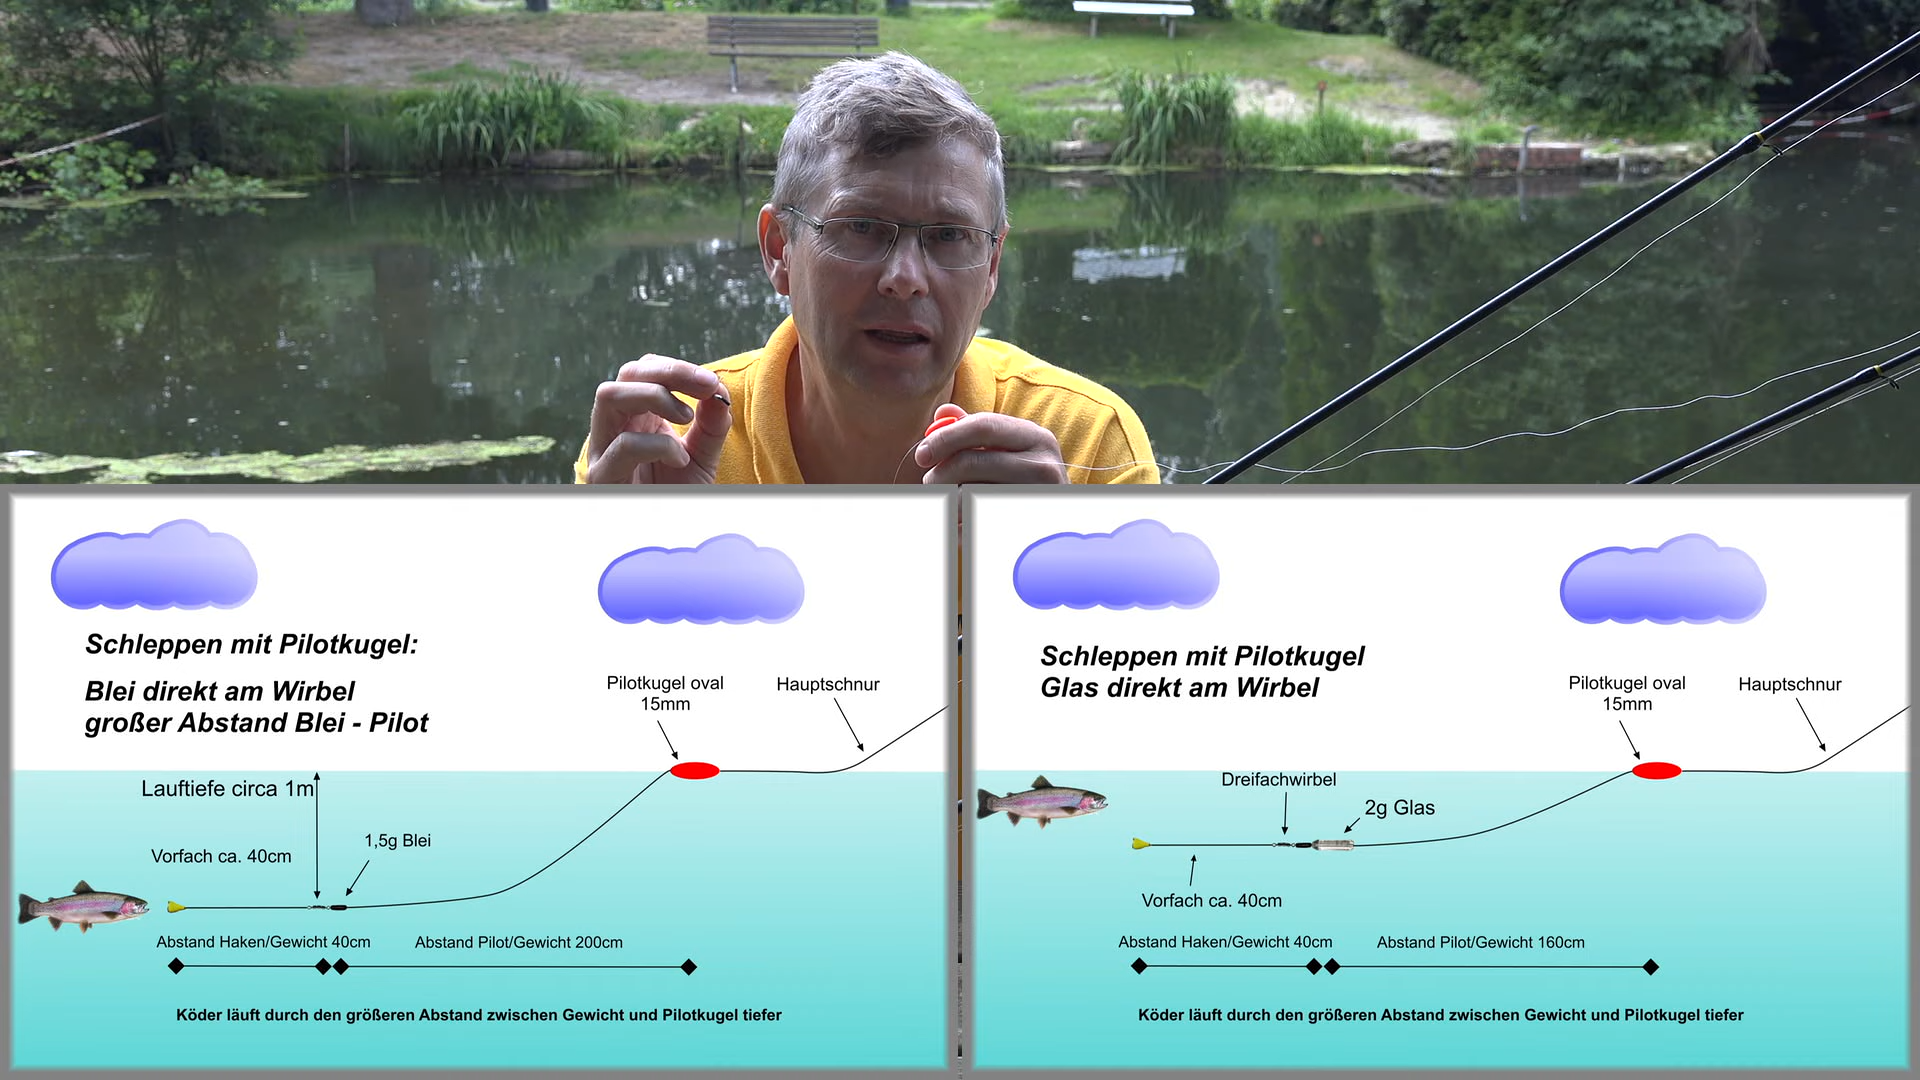 Schleppen mit Pilotkugel:
Blei direkt am Wirbel
großer Abstand Blei - Pilot
Pilotkugel oval
15mm
Hauptschnur
Lauftiefe circa 1m
1,5g Blei
Vorfach ca. 40cm
Abstand Haken/Gewicht 40cm
Abstand Pilot/Gewicht 200cm
Köder läuft durch den größeren Abstand zwischen Gewicht und Pilotkugel tiefer
Schleppen mit Pilotkugel
Glas direkt am Wirbel
Pilotkugel oval
15mm
Hauptschnur
Dreifachwirbel
2g Glas
Vorfach ca. 40cm
Abstand Haken/Gewicht 40cm
Abstand Pilot/Gewicht 160cm
Köder läuft durch den größeren Abstand zwischen Gewicht und Pilotkugel tiefer